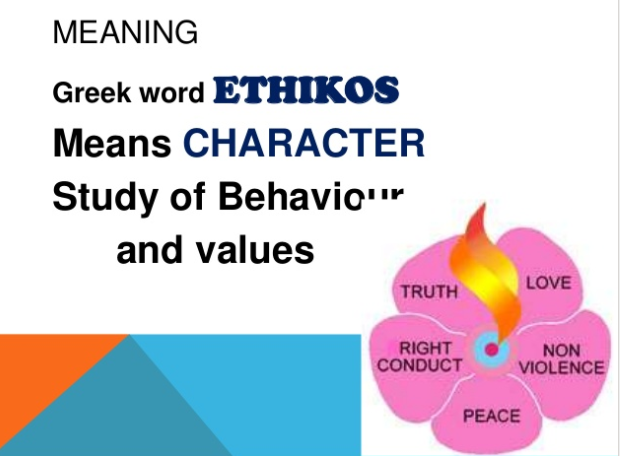 MEANING
Greek word ETHIKOS
Means CHARACTER
Study of Behaviour
and values
TRUTH
LOVE
RIGHT
CONDUCT
NON
VIOLENCE
PEACE